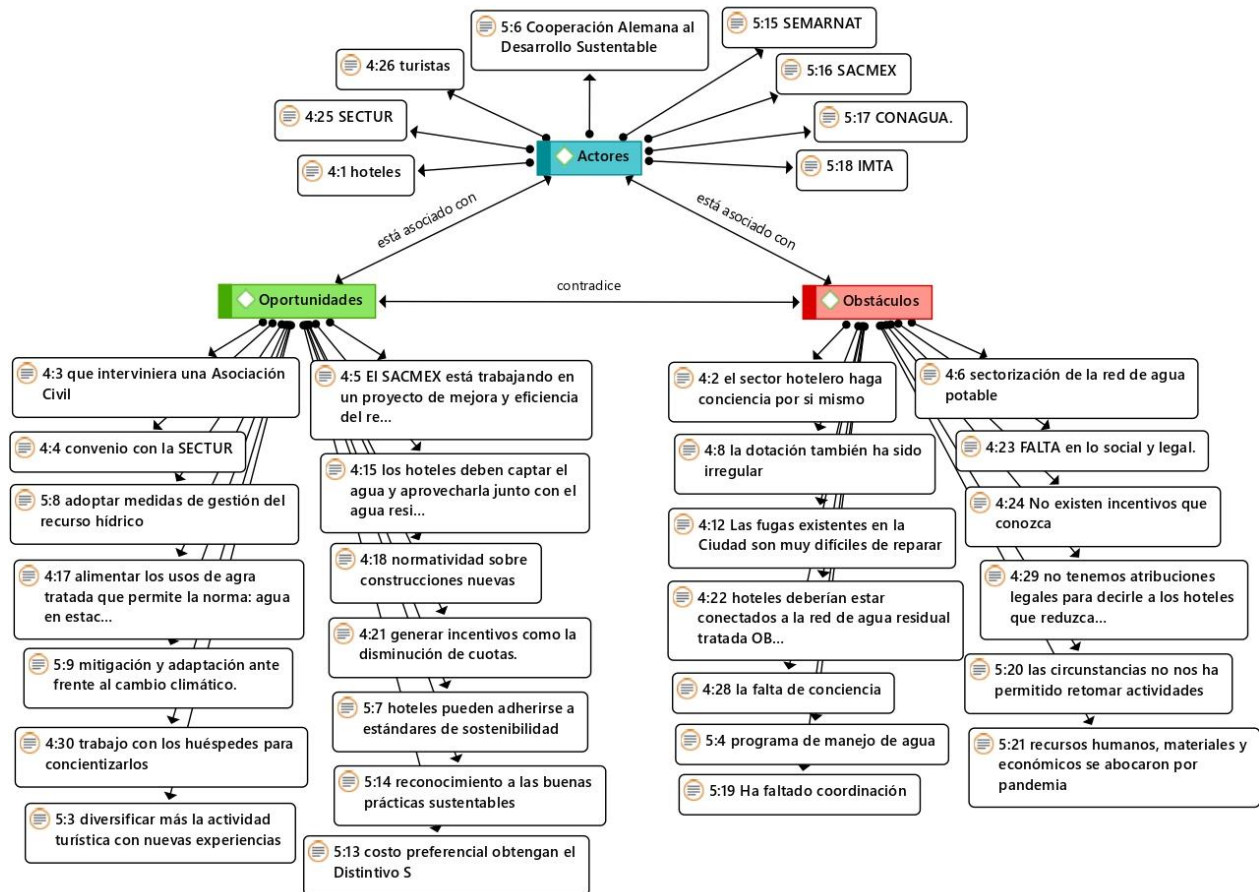 5:6 Cooperación Alemana al
Desarrollo Sustentable
5:15 SEMARNAT
4:26 turistas
5:16 SACMEX
4:25 SECTUR
5:17 CONAGUA.
4:1 hoteles
Actores
5:18 IMTA
está asociado con
está asociado con
Oportunidades
contradice
Obstáculos
4:3 que interviniera una Asociación
Civil
4:4 convenio con la SECTUR
5:8 adoptar medidas de gestión del
recurso hídrico
4:17 alimentar los usos de agra
tratada que permite la norma: agua
en estac...
5:9 mitigación y adaptación ante
frente al cambio climático.
4:30 trabajo con los huéspedes para
concientizarlos
5:3 diversificar más la actividad
turística con nuevas experiencias
4:5 El SACMEX está trabajando en
un proyecto de mejora y eficiencia
del re...
4:15 los hoteles deben captar el
agua y aprovecharla junto con el
agua resi...
4:18 normatividad sobre
construcciones nuevas
4:21 generar incentivos como la
disminución de cuotas.
5:7 hoteles pueden adherirse a
estándares de sostenibilidad
5:14 reconocimiento a las buenas
prácticas sustentables
5:13 costo preferencial obtengan el
Distintivo S
4:2 el sector hotelero haga
conciencia por si mismo
4:8 la dotación también ha sido
irregular
4:12 Las fugas existentes en la
Ciudad son muy difíciles de reparar
4:22 hoteles deberían estar
conectados a la red de agua residual
tratada OB...
4:28 la falta de conciencia
5:4 programa de manejo de agua
5:19 Ha faltado coordinación
4:6 sectorización de la red de agua
potable
4:23 FALTA en lo social y legal.
4:24 No existen incentivos que
conozca
4:29 no tenemos atribuciones
legales para decirle a los hoteles
que reduzca...
5:20 las circunstancias no nos ha
permitido retomar actividades
5:21 recursos humanos, materiales y
económicos se abocaron por
pandemia